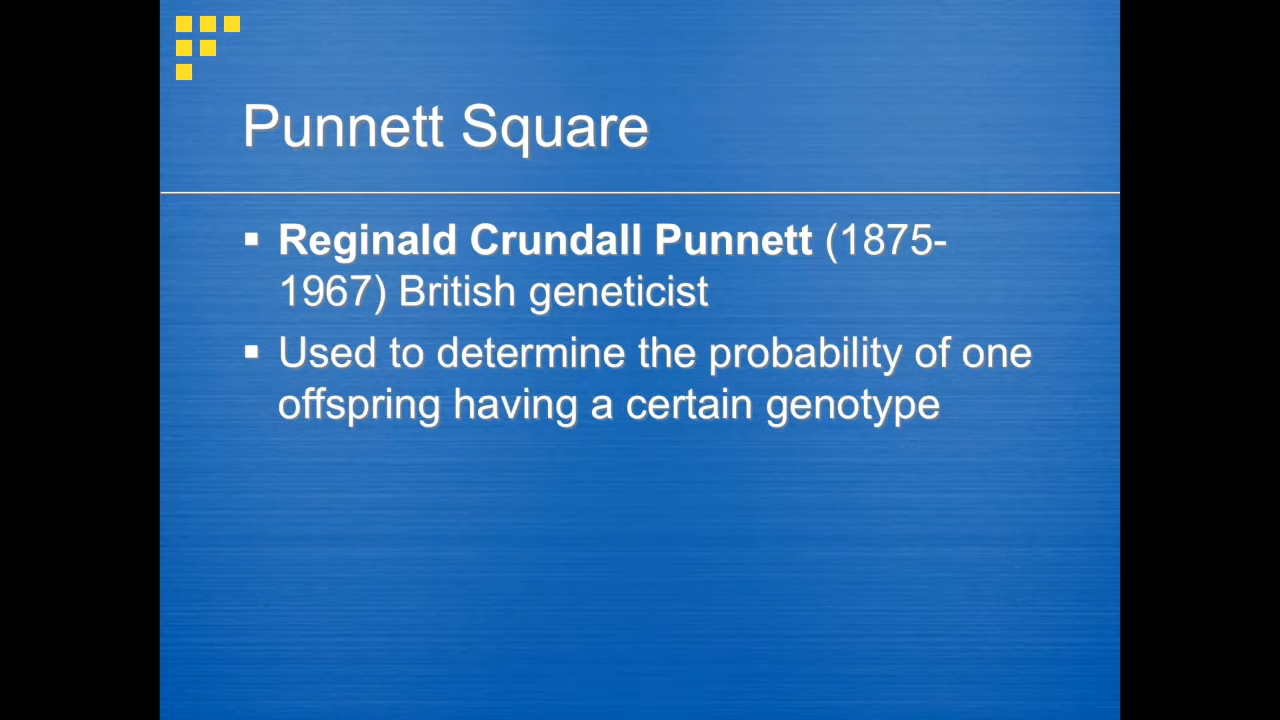 Punnett Square
▪ Reginald Crundall Punnett (1875-
1967) British geneticist
▪ Used to determine the probability of one
offspring having a certain genotype